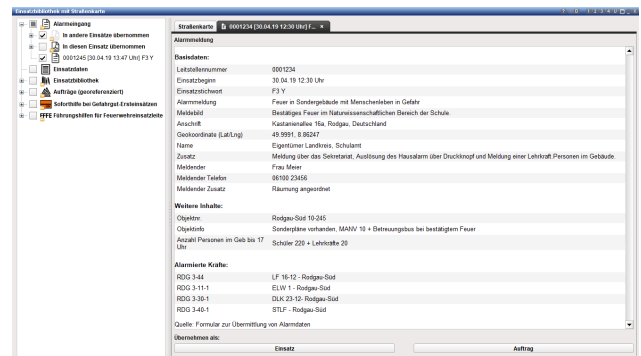 Einsatzbibliothek mit Straßenkarte
Alarmeingang
In andere Einsätze übernommen
In diesen Einsatz übernommen
0001245 [30.04.19 13:47 Uhr] F3 Y
Einsatzdaten
Einsatzbibliothek
Aufträge (georeferenziert)
Soforthilfe bei Gefahrgut-Ersteinsätzen
FFFE Führungshilfen für Feuerwehreinsatzleite
Straßenkarte
0001234 [30.04.19 12:30 Uhr] F...
Alarmmeldung
Basisdaten:
Leitstellennummer 0001234
Einsatzbeginn 30.04.19 12:30 Uhr
Einsatzstichwort F3 Y
Alarmmeldung Feuer in Sondergebäude mit Menschenleben in Gefahr
Meldebild Bestätiges Feuer im Naturwissenschaftlichen Bereich der Schule.
Anschrift Kastanienallee 16a, Rodgau, Deutschland
Geokoordinate (Lat/Lng) 49.9991, 8.86247
Name Eigentümer Landkreis, Schulamt
Zusatz Meldung über das Sekretariat, Auslösung des Hausalarm über Druckknopf und Meldung einer Lehrkraft.Personen im Gebäude.
Meldender Frau Meier
Meldender Telefon 06100 23456
Meldender Zusatz Räumung angeordnet
Weitere Inhalte:
Objektnr. Rodgau-Süd 10-245
Objektinfo Sonderpläne vorhanden, MANV 10 + Betreuungsbus bei bestätigtem Feuer
Anzahl Personen im Geb bis 17 Uhr Schüler 220 + Lehrkräfte 20
Alarmierte Kräfte:
RDG 3-44 LF 16-12 - Rodgau-Süd
RDG 3-11-1 ELW 1 - Rodgau-Süd
RDG 3-30-1 DLK 23-12- Rodgau-Süd
RDG 3-40-1 STLF - Rodgau-Süd
Quelle: Formular zur Übermittlung von Alarmdaten
Übernehmen als:
Einsatz
Auftrag